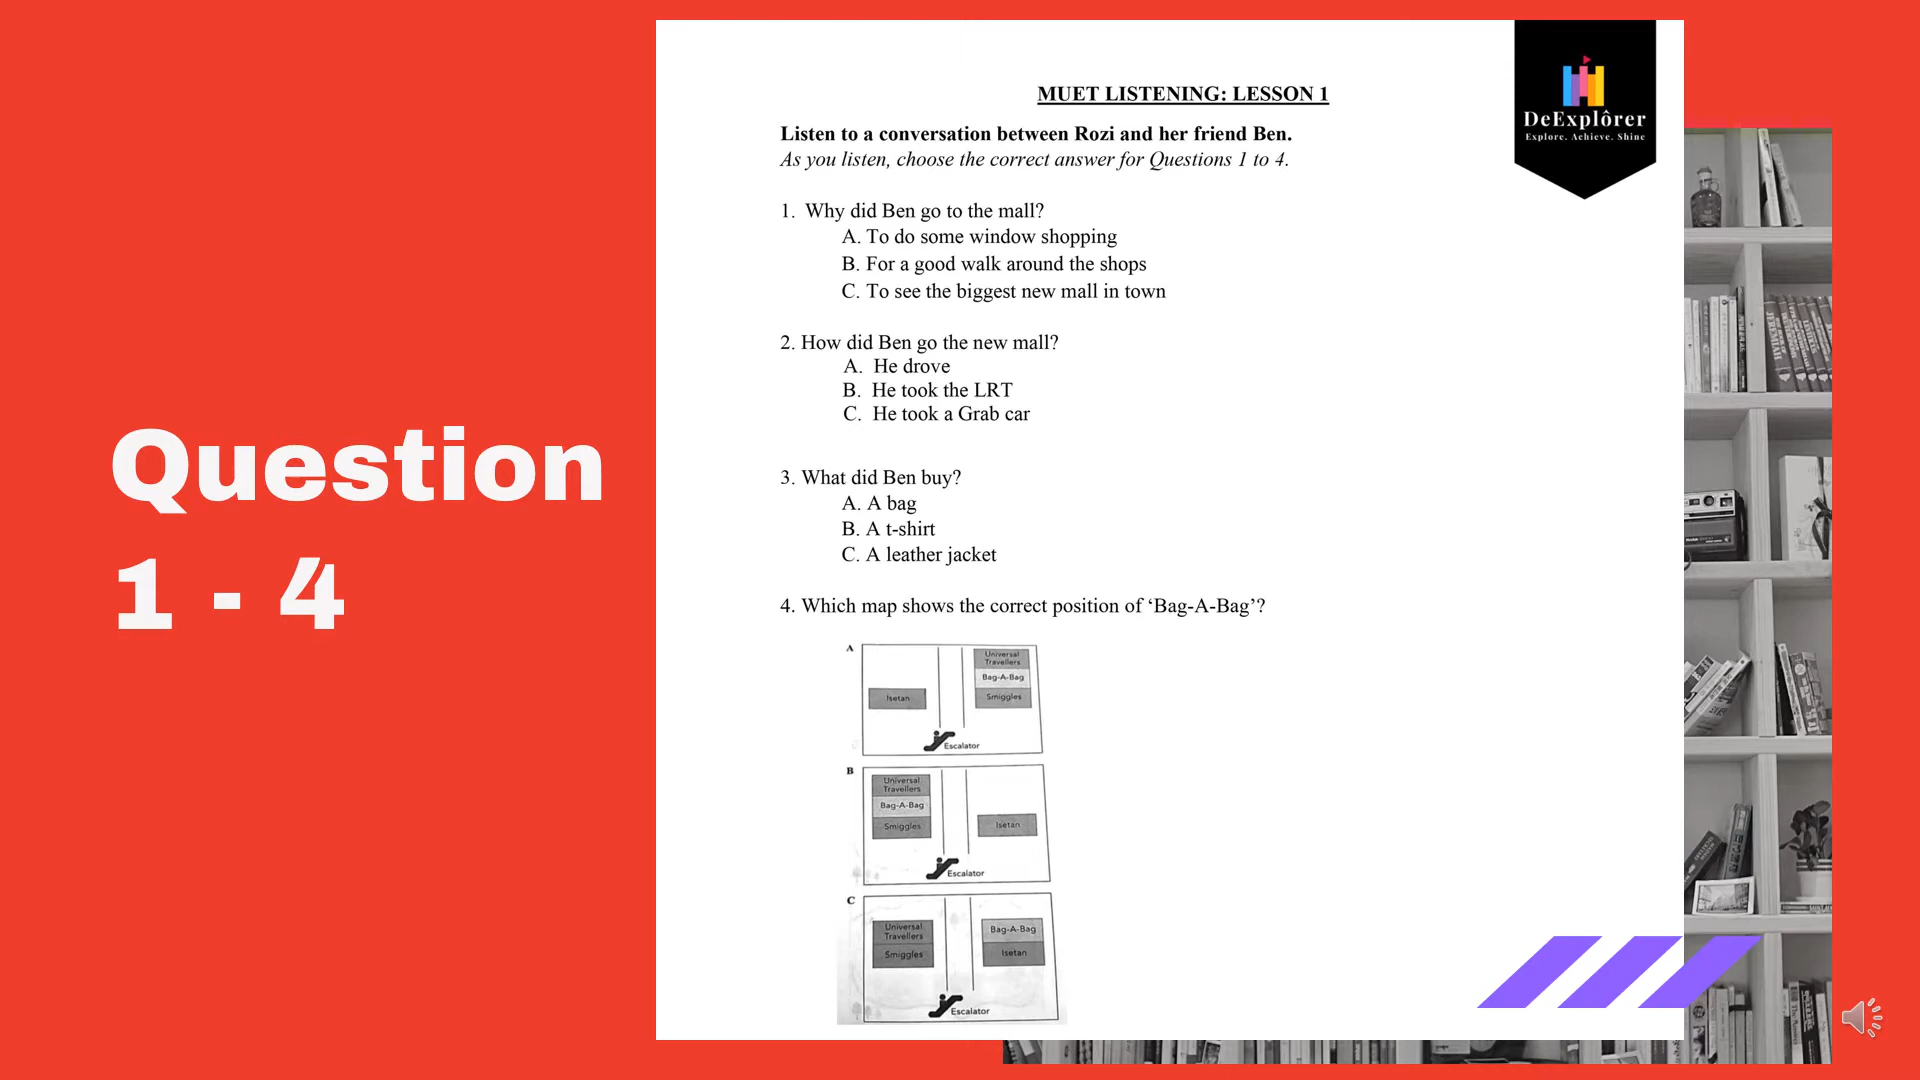 Question
1 - 4
MUET LISTENING: LESSON 1
Listen to a conversation between Rozi and her friend Ben.
As you listen, choose the correct answer for Questions 1 to 4.
1. Why did Ben go to the mall?
A. To do some window shopping
B. For a good walk around the shops
C. To see the biggest new mall in town
2. How did Ben go the new mall?
A. He drove
B. He took the LRT
C. He took a Grab car
3. What did Ben buy?
A. A bag
B. A t-shirt
C. A leather jacket
4. Which map shows the correct position of ‘Bag-A-Bag’?
A
Universal
Travellers
Bag-A-Bag
Isetan
Smiggles
Escalator
B
Universal
Travellers
Bag-A-Bag
Smiggles
Isetan
Escalator
C
Universal
Travellers
Smiggles
Bag-A-Bag
Isetan
Escalator
DeExplôrer
Explore. Achieve. Shine